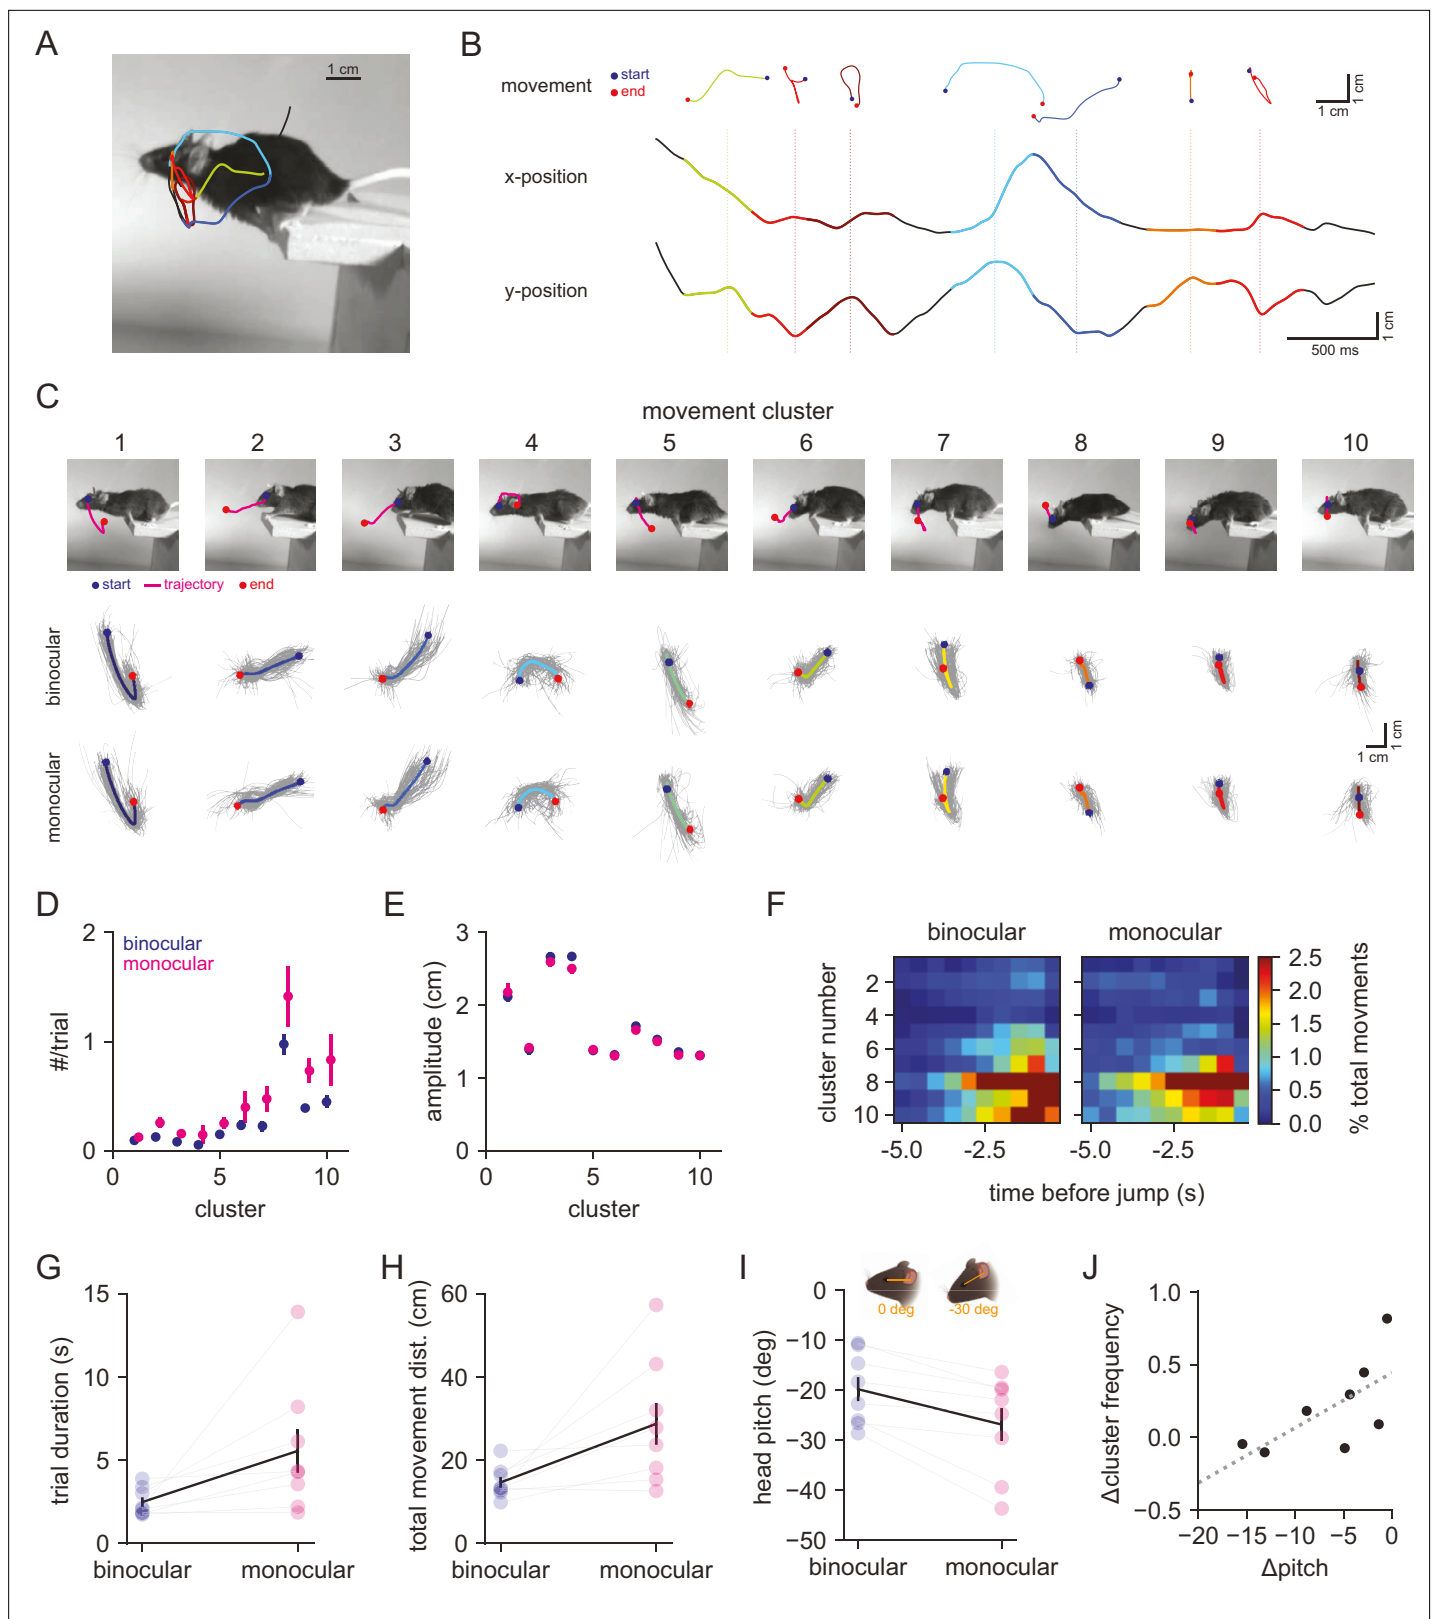 A
1 cm
B
movement
start
end
1 cm
1 cm
x-position
y-position
1 cm
500 ms
C
movement cluster
1 2 3 4 5 6 7 8 9 10
start trajectory end
binocular
monocular
1 cm
1 cm
D
2
1
0
#/trial
binocular
monocular
0 5 10
cluster
E
3
2
1
0
amplitude (cm)
0 5 10
cluster
F
binocular monocular
cluster number
2
4
6
8
10
-5.0 -2.5 -5.0 -2.5
time before jump (s)
2.5
2.0
1.5
1.0
0.5
0.0
% total movments
G
15
10
5
0
trial duration (s)
binocular monocular
H
60
40
20
0
total movement dist. (cm)
binocular monocular
I
0 deg -30 deg
0
−10
−20
−30
−40
−50
head pitch (deg)
binocular monocular
J
1.0
0.5
0.0
−0.5
Δcluster frequency
−20 −15 −10 −5 0
Δpitch